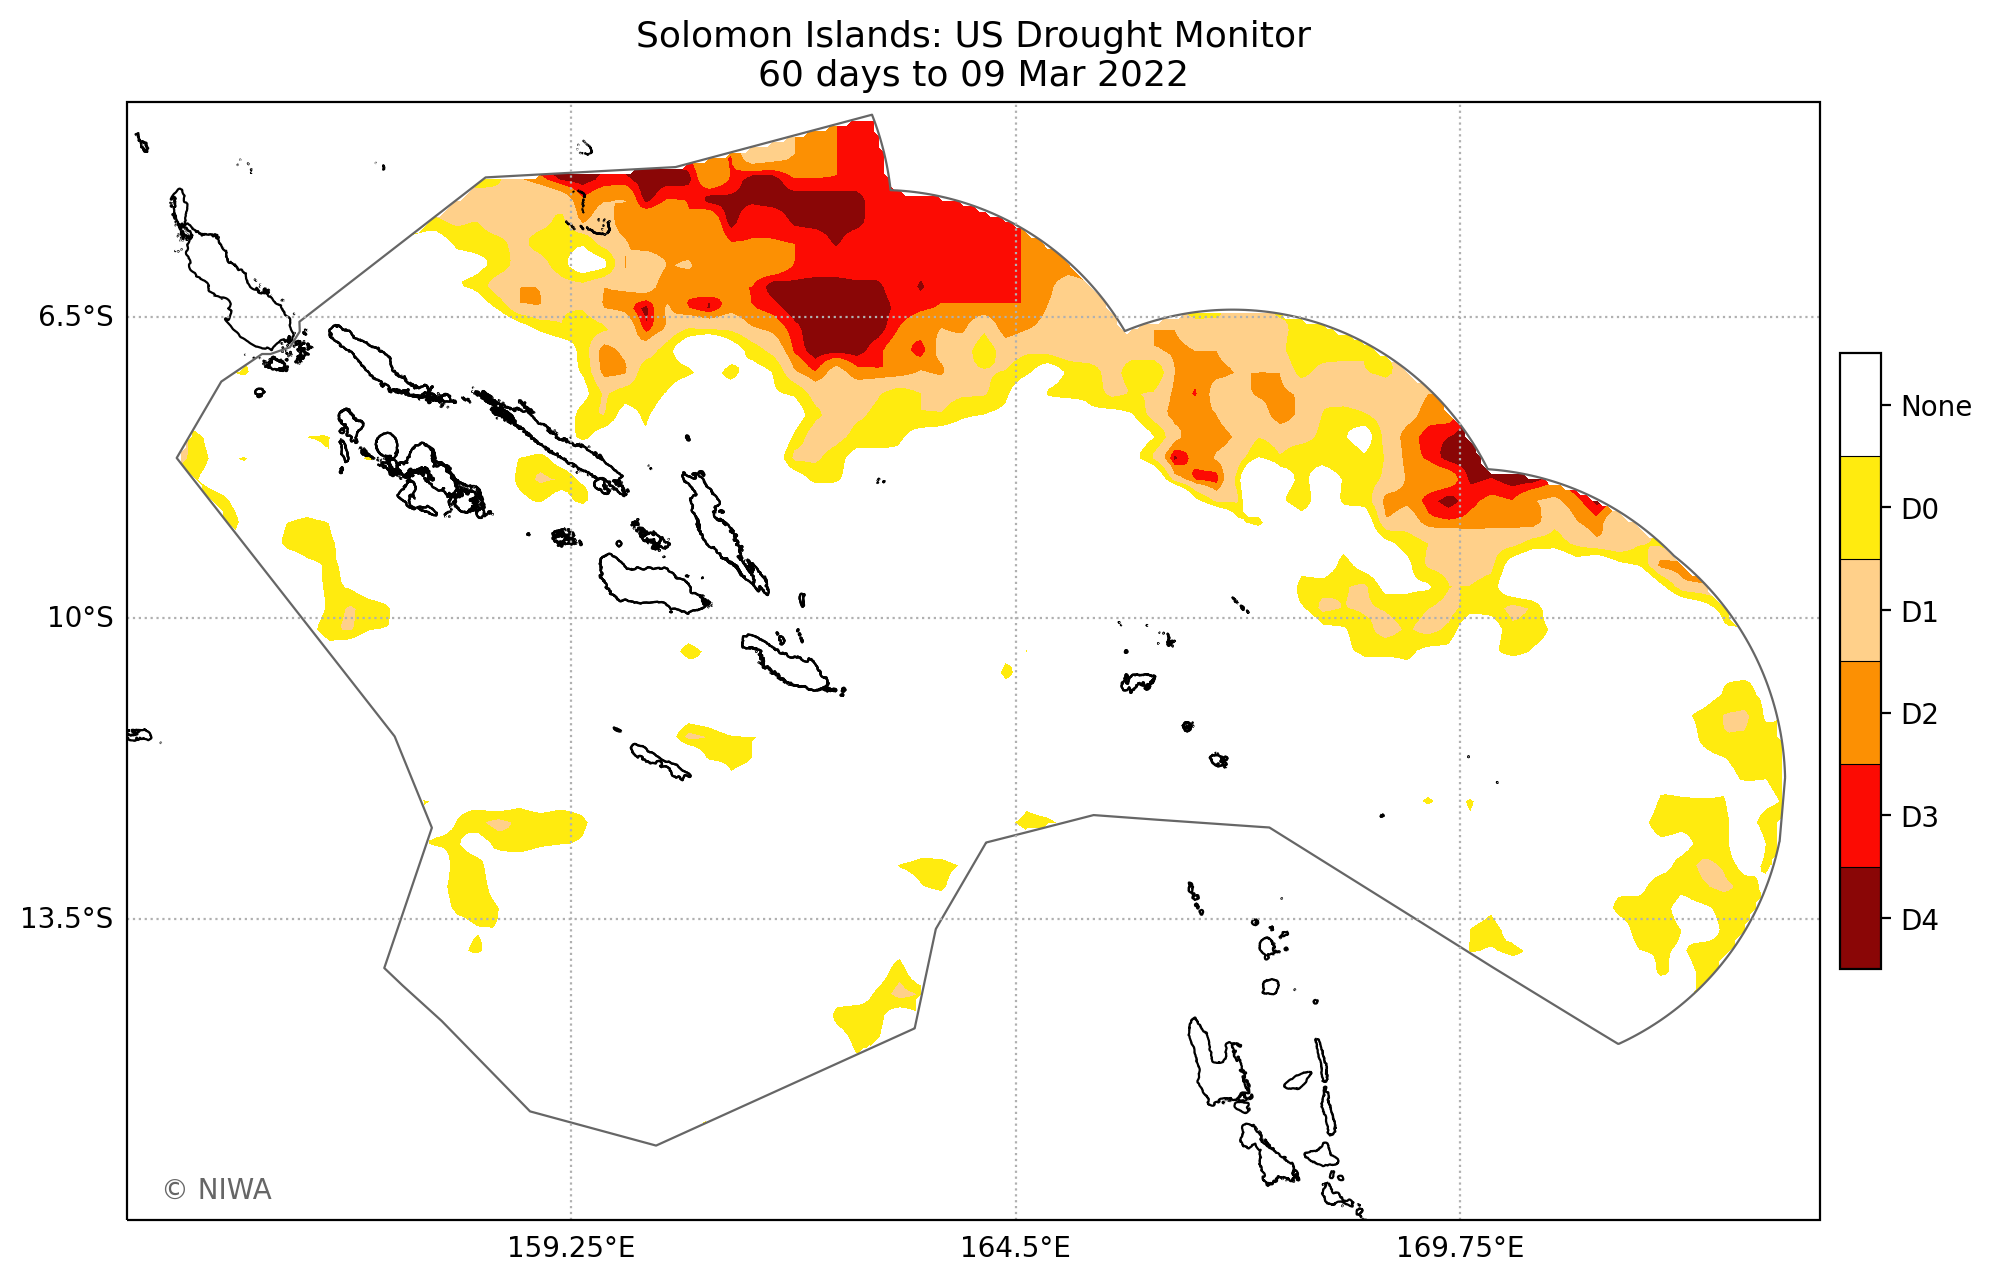 Solomon Islands: US Drought Monitor
60 days to 09 Mar 2022
6.5°S
10°S
13.5°S
159.25°E
164.5°E
169.75°E
None
D0
D1
D2
D3
D4
© NIWA